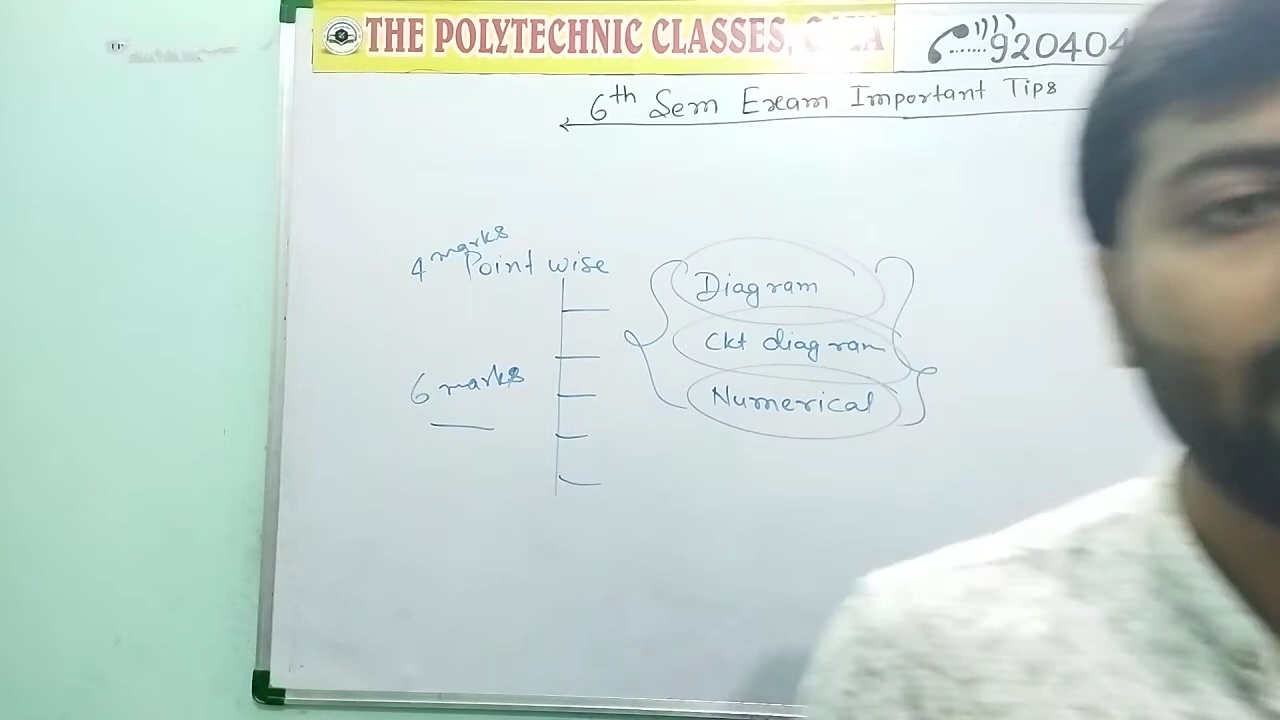 THE POLYTECHNIC CLASSES,
920404
6th Sem Exam Important Tips
4 marks
Point wise
6 marks
Diagram
Ckt diagram
Numerical